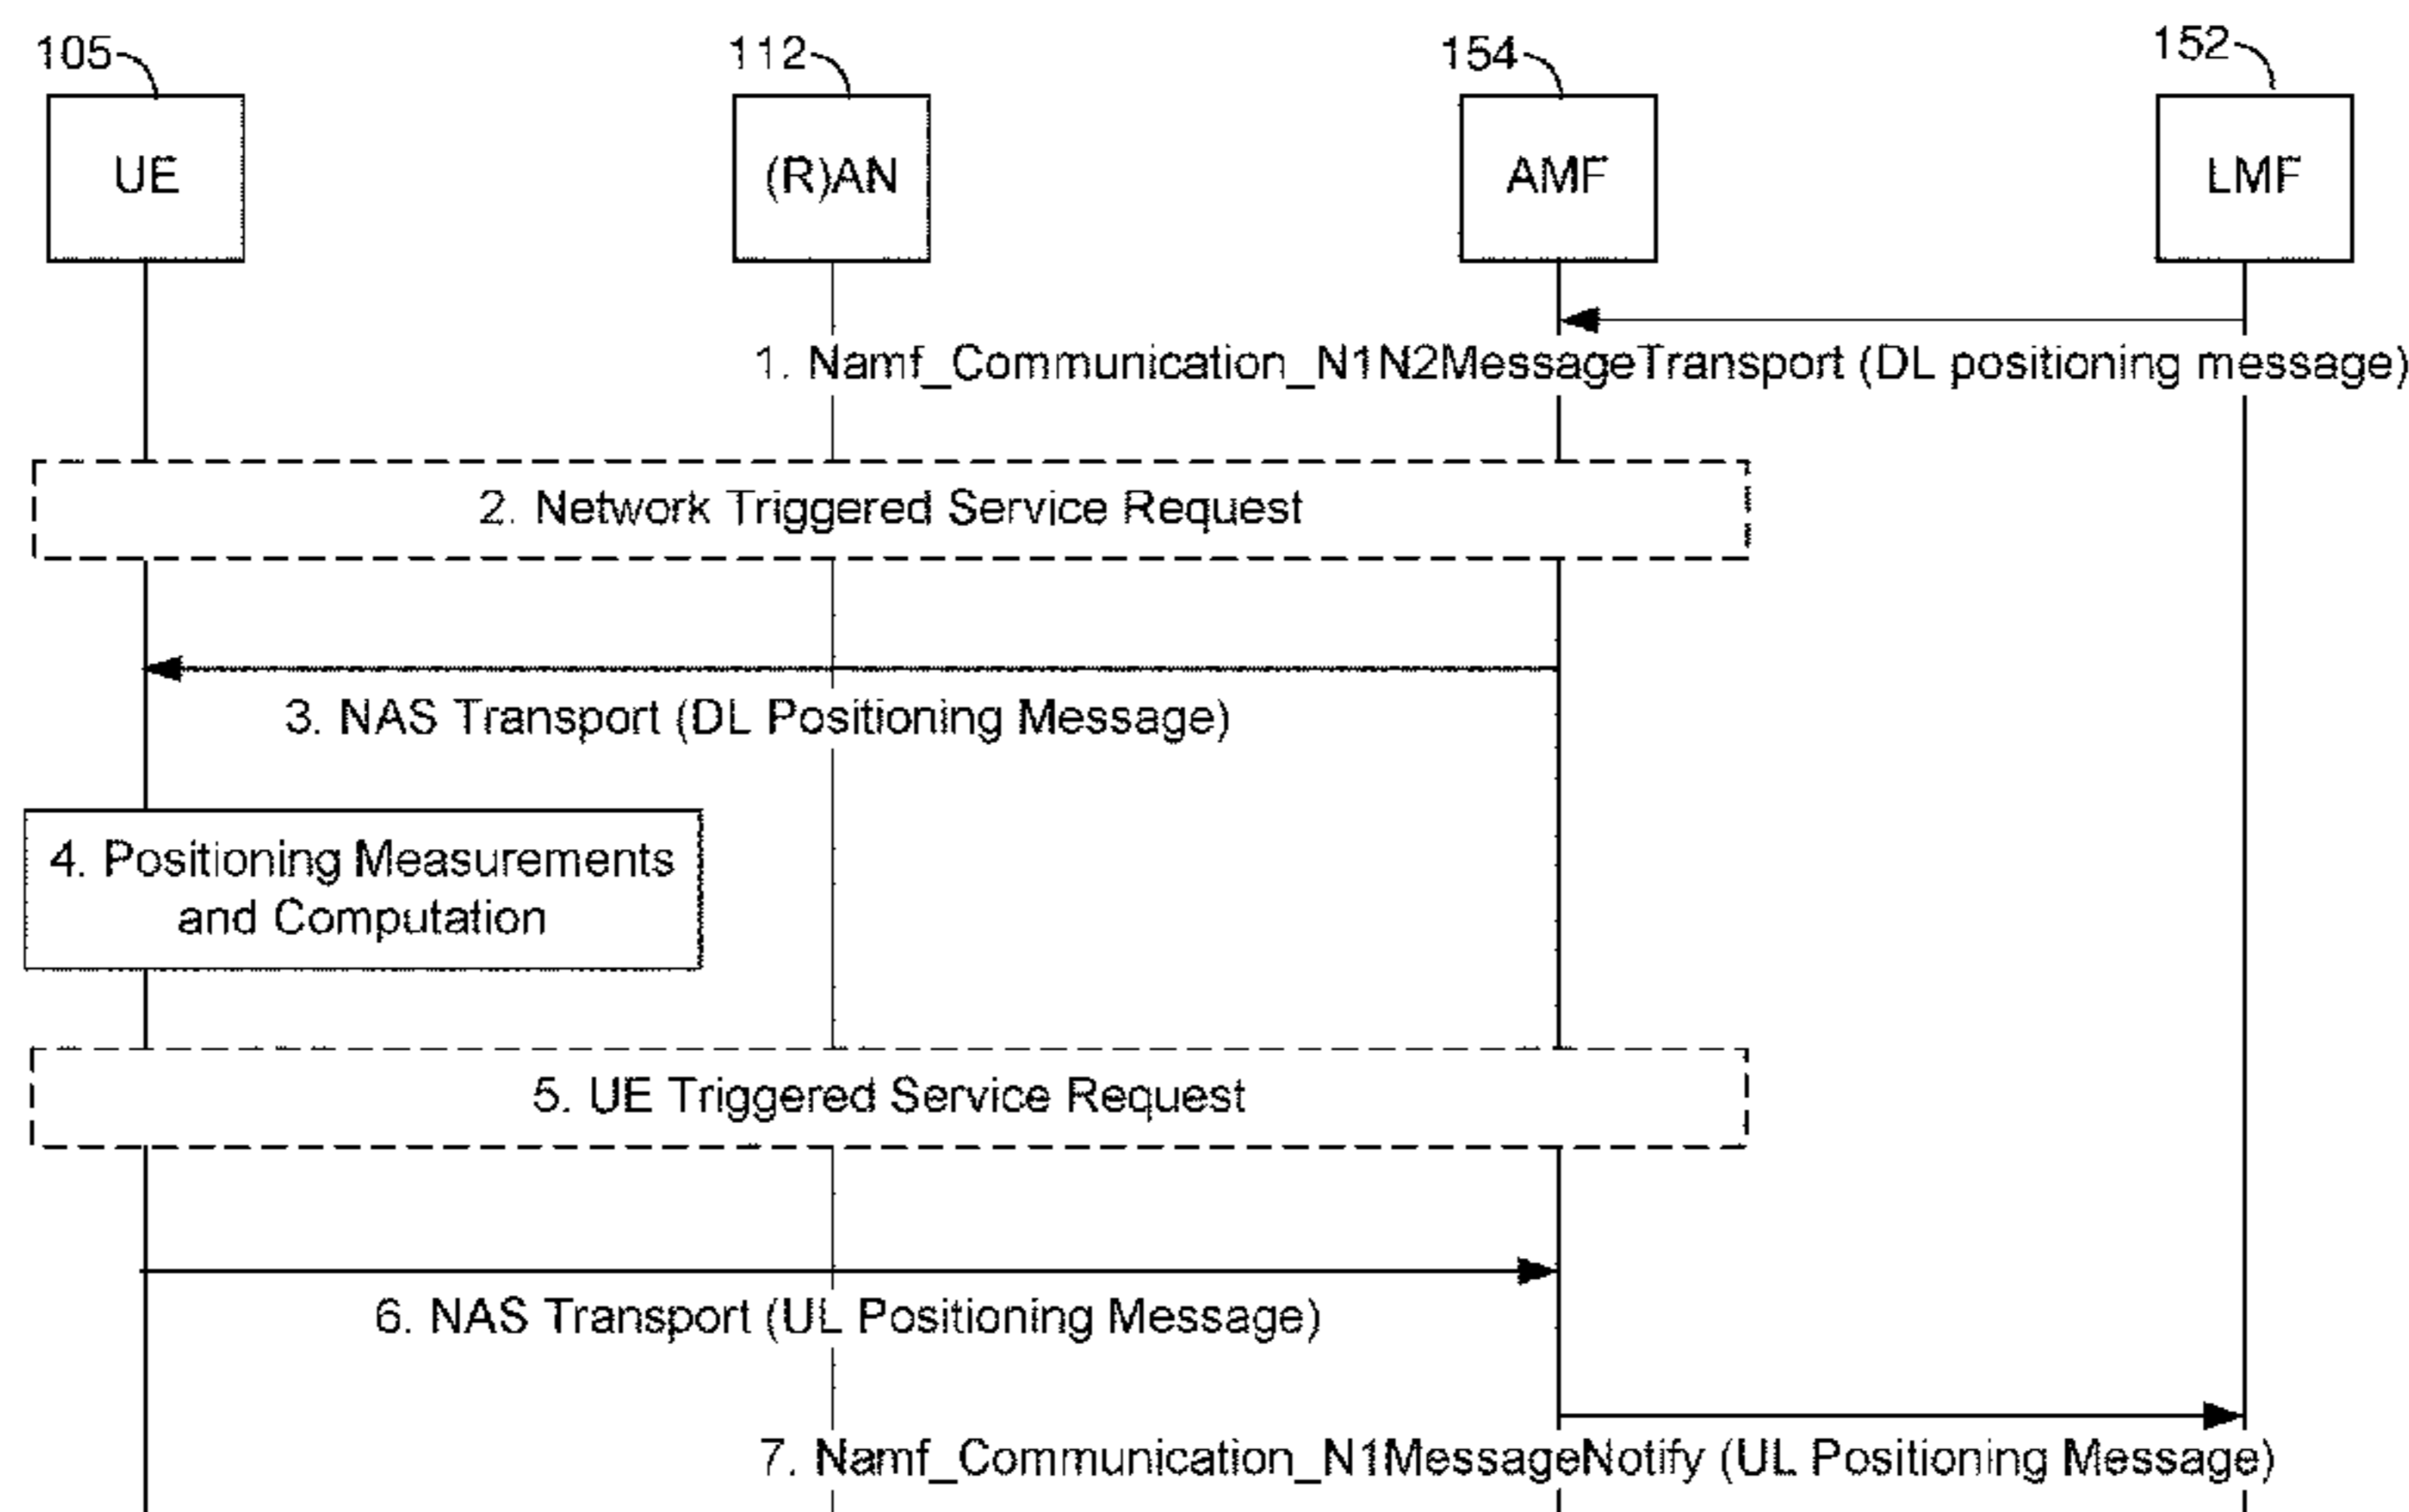 105
112
154
152
UE
(R)AN
AMF
LMF
1. Namf_Communication_N1N2MessageTransport (DL positioning message)
2. Network Triggered Service Request
3. NAS Transport (DL Positioning Message)
4. Positioning Measurements
and Computation
5. UE Triggered Service Request
6. NAS Transport (UL Positioning Message)
7. Namf_Communication_N1MessageNotify (UL Positioning Message)